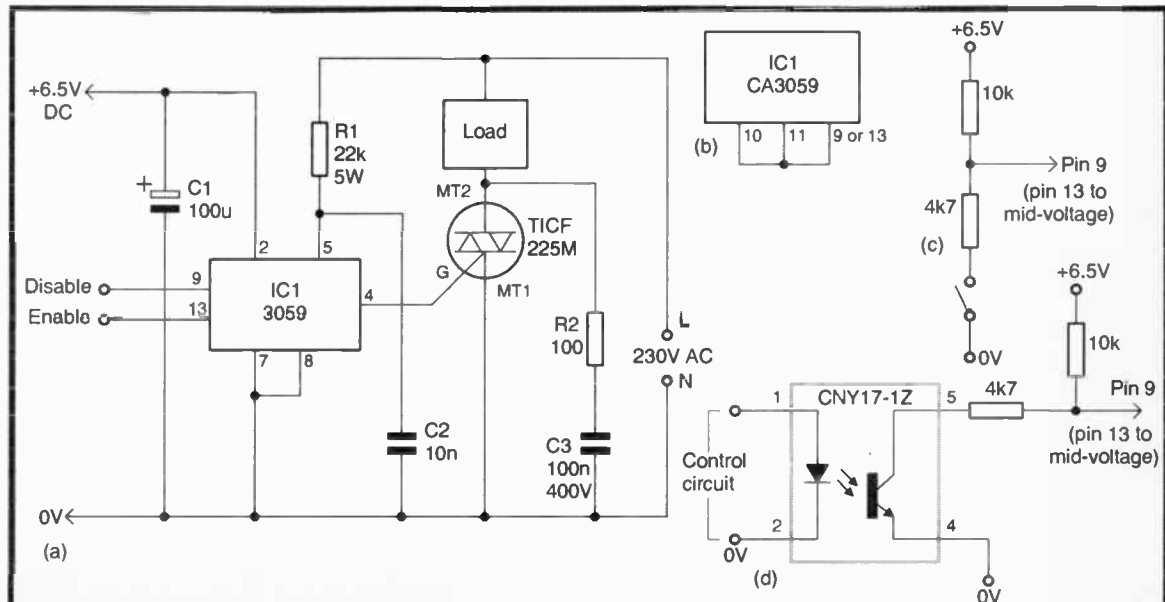 +6.5V
DC
+
C1
100u
Disable
9
Enable
13
2
5
IC1
3059
4
7
8
R1
22k
5W
C2
10n
Load
MT2
TICF
225M
G
MT1
R2
100
C3
100n
400V
L
230V AC
N
0V
(a)
IC1
CA3059
10
11
9 or 13
(b)
+6.5V
10k
Pin 9
(pin 13 to
mid-voltage)
4k7
(c)
0V
+6.5V
10k
CNY17-1Z
1
5
4k7
Pin 9
(pin 13 to
mid-voltage)
Control
circuit
2
4
0V
(d)
0V